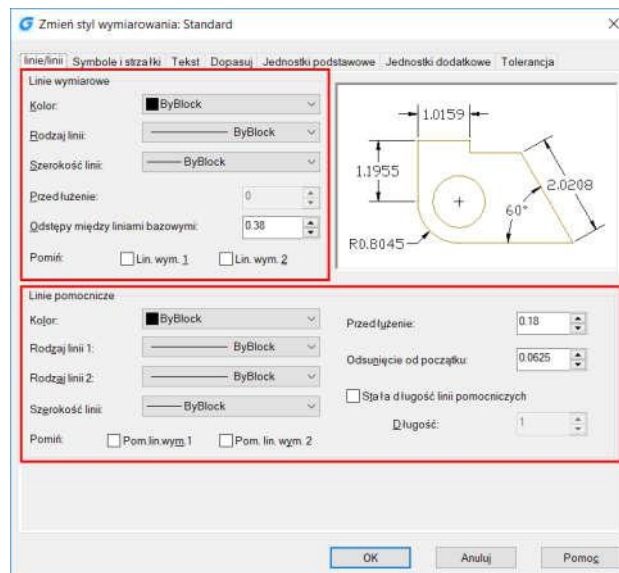 Zmień styl wymiarowania: Standard
linie/linii Symbole i strzałki Tekst Dopasuj Jednostki podstawowe Jednostki dodatkowe Tolerancja
Linie wymiarowe
Kolor: ByBlock
Rodzaj linii: ByBlock
Szerokość linii: ByBlock
Przedłużenie: 0
Odstępy między liniami bazowymi: 0.38
Pomiń: Lin. wym. 1 Lin. wym. 2
1.0159
1.1955
2.0208
60°
R0.8045
Linie pomocnicze
Kolor: ByBlock
Rodzaj linii 1: ByBlock
Rodzaj linii 2: ByBlock
Szerokość linii: ByBlock
Pomiń: Pom.lin.wym.1 Pom. lin. wym. 2
Przedłużenie: 0.18
Odsunięcie od początku: 0.0625
Stała długość linii pomocniczych
Długość: 1
OK Anuluj Pomoc